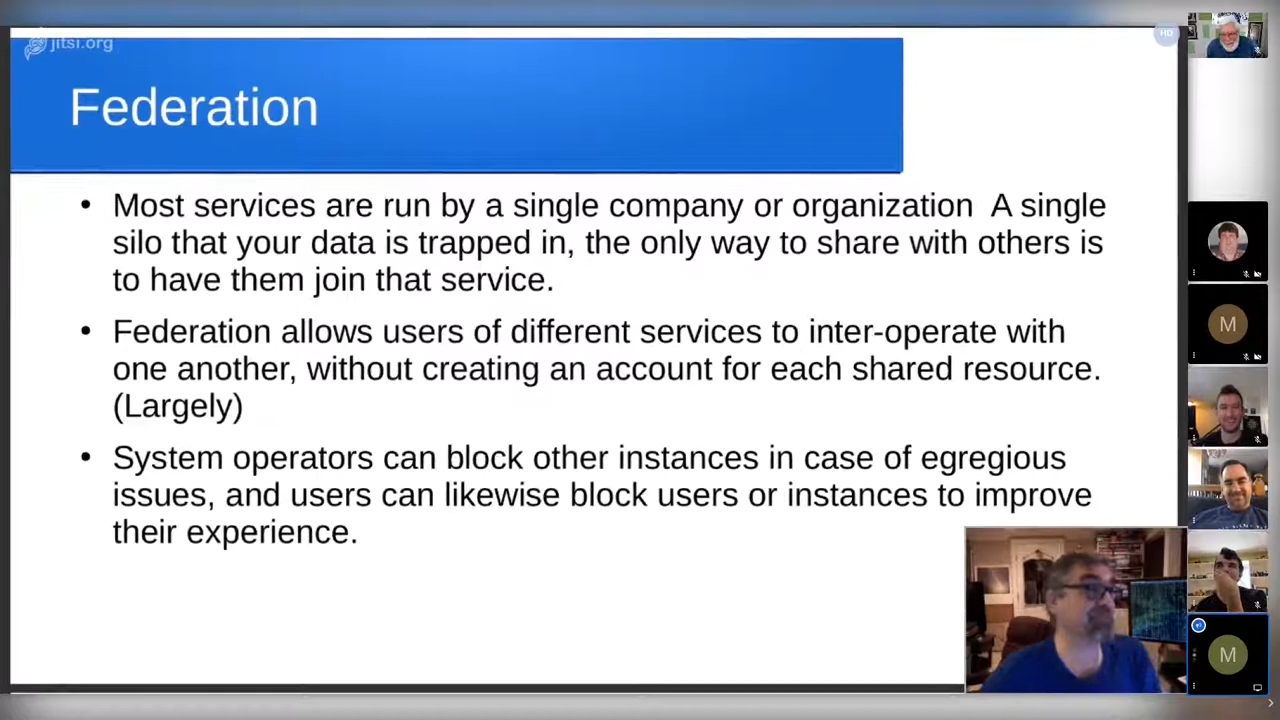 jitsi.org
HD
Federation
• Most services are run by a single company or organization  A single
silo that your data is trapped in, the only way to share with others is
to have them join that service.
• Federation allows users of different services to inter-operate with
one another, without creating an account for each shared resource.
(Largely)
• System operators can block other instances in case of egregious
issues, and users can likewise block users or instances to improve
their experience.
M
M